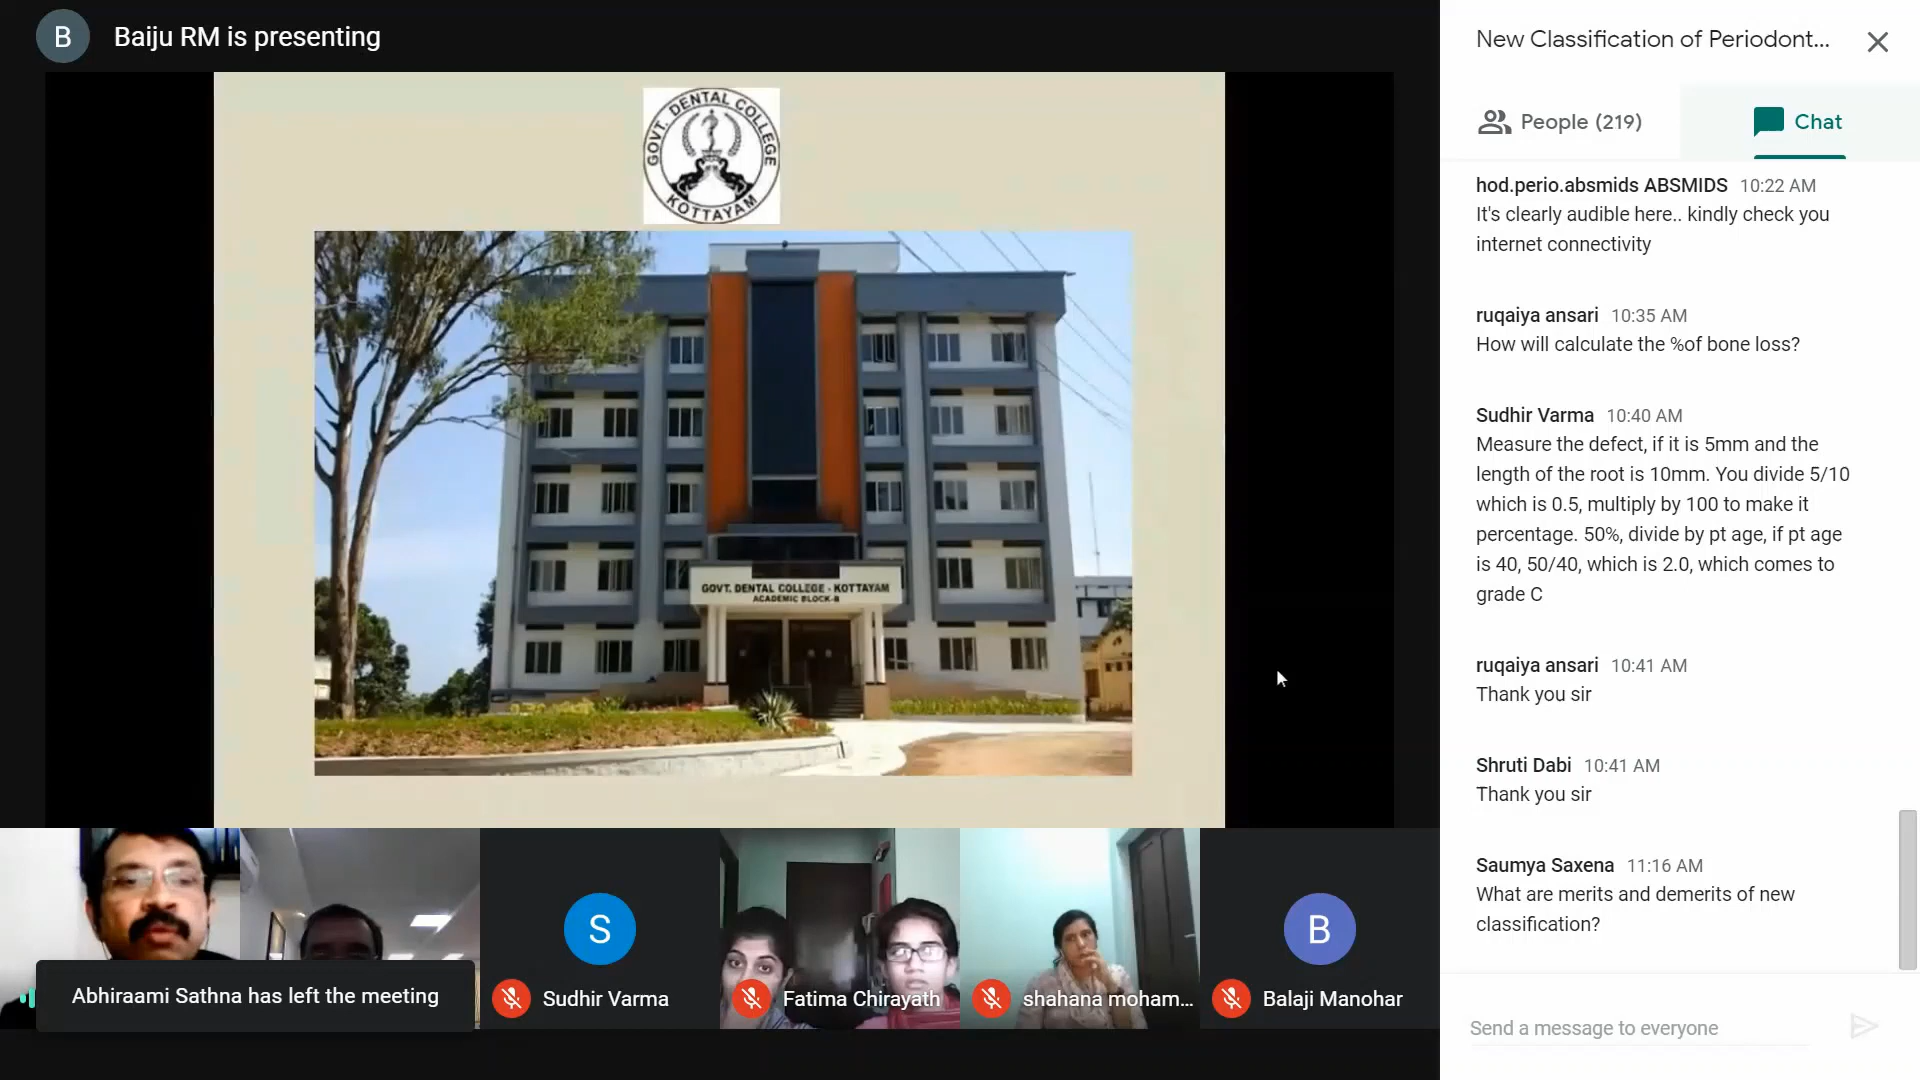 B
Baiju RM is presenting
GOVT. DENTAL COLLEGE
KOTTAYAM
GOVT. DENTAL COLLEGE - KOTTAYAM
ACADEMIC BLOCK-B
Abhiraami Sathna has left the meeting
S
Sudhir Varma
Fatima Chirayath
shahana moham...
B
Balaji Manohar
New Classification of Periodont...
People (219)
Chat
hod.perio.absmids ABSMIDS 10:22 AM
It's clearly audible here.. kindly check you
internet connectivity
ruqaiya ansari 10:35 AM
How will calculate the %of bone loss?
Sudhir Varma 10:40 AM
Measure the defect, if it is 5mm and the
length of the root is 10mm. You divide 5/10
which is 0.5, multiply by 100 to make it
percentage. 50%, divide by pt age, if pt age
is 40, 50/40, which is 2.0, which comes to
grade C
ruqaiya ansari 10:41 AM
Thank you sir
Shruti Dabi 10:41 AM
Thank you sir
Saumya Saxena 11:16 AM
What are merits and demerits of new
classification?
Send a message to everyone